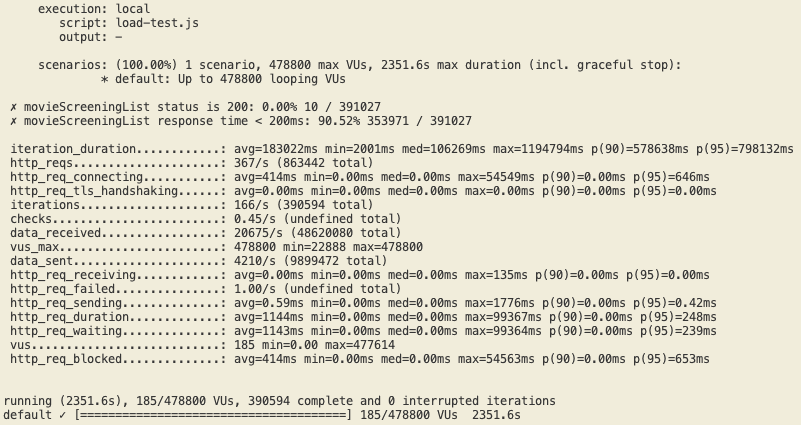 execution: local
script: load-test.js
output: −
scenarios: (100.00%) 1 scenario, 478800 max VUs, 2351.6s max duration (incl. graceful stop):
* default: Up to 478800 looping VUs
✗ movieScreeningList status is 200: 0.00% 10 / 391027
✗ movieScreeningList response time < 200ms: 90.52% 353971 / 391027
iteration_duration............: avg=183022ms min=2001ms med=106269ms max=1194794ms p(90)=578638ms p(95)=798132ms
http_reqs.....................: 367/s (863442 total)
http_req_connecting...........: avg=414ms min=0.00ms med=0.00ms max=54549ms p(90)=0.00ms p(95)=646ms
http_req_tls_handshaking......: avg=0.00ms min=0.00ms med=0.00ms max=0.00ms p(90)=0.00ms p(95)=0.00ms
iterations....................: 166/s (390594 total)
checks........................: 0.45/s (undefined total)
data_received.................: 20675/s (48620080 total)
vus_max.......................: 478800 min=22888 max=478800
data_sent.....................: 4210/s (9899472 total)
http_req_receiving............: avg=0.00ms min=0.00ms med=0.00ms max=135ms p(90)=0.00ms p(95)=0.00ms
http_req_failed...............: 1.00/s (undefined total)
http_req_sending..............: avg=0.59ms min=0.00ms med=0.00ms max=1776ms p(90)=0.00ms p(95)=0.42ms
http_req_duration.............: avg=1144ms min=0.00ms med=0.00ms max=99367ms p(90)=0.00ms p(95)=248ms
http_req_waiting..............: avg=1143ms min=0.00ms med=0.00ms max=99364ms p(90)=0.00ms p(95)=239ms
vus...........................: 185 min=0.00 max=477614
http_req_blocked..............: avg=414ms min=0.00ms med=0.00ms max=54563ms p(90)=0.00ms p(95)=653ms
running (2351.6s), 185/478800 VUs, 390594 complete and 0 interrupted iterations
default ✓ [======================================] 185/478800 VUs 2351.6s